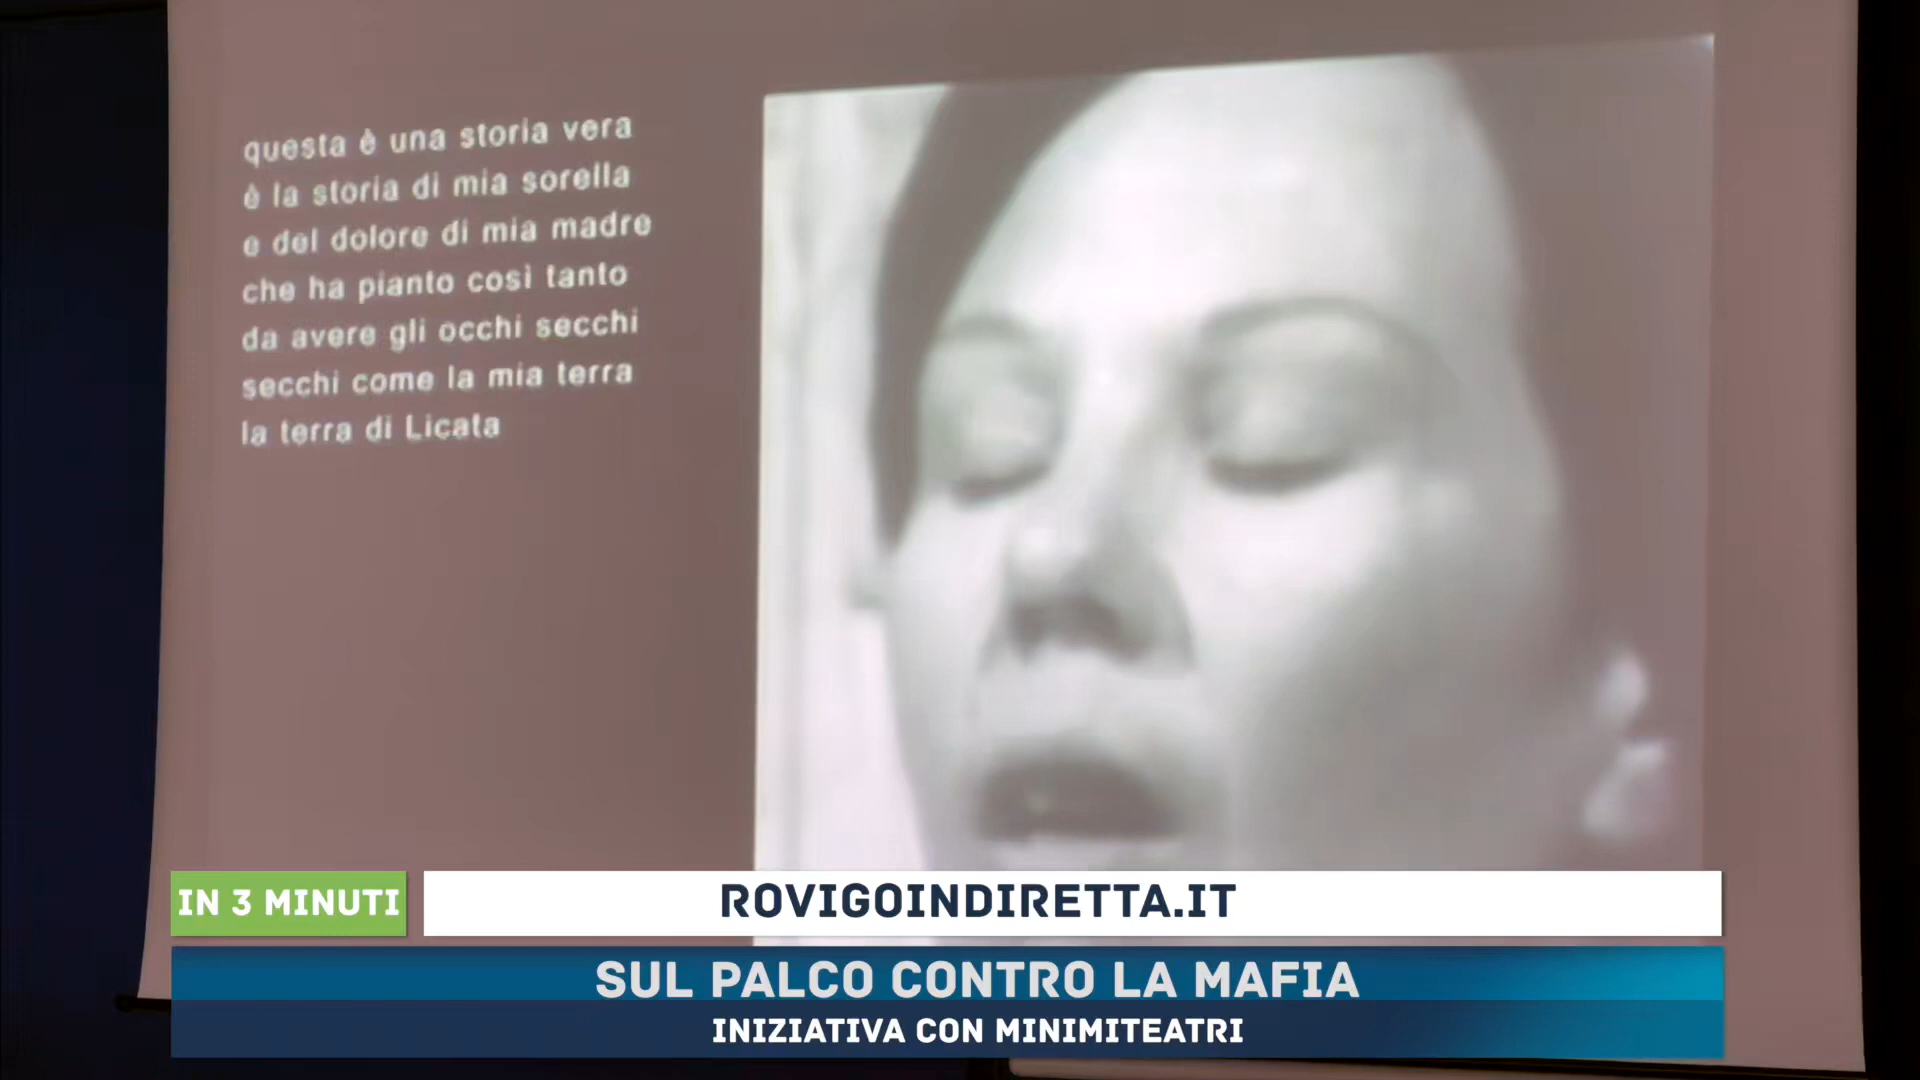 questa è una storia vera
è la storia di mia sorella
e del dolore di mia madre
che ha pianto così tanto
da avere gli occhi secchi
secchi come la mia terra
la terra di Licata
IN 3 MINUTI
ROVIGOINDIRETTA.IT
SUL PALCO CONTRO LA MAFIA
INIZIATIVA CON MINIMITEATRI